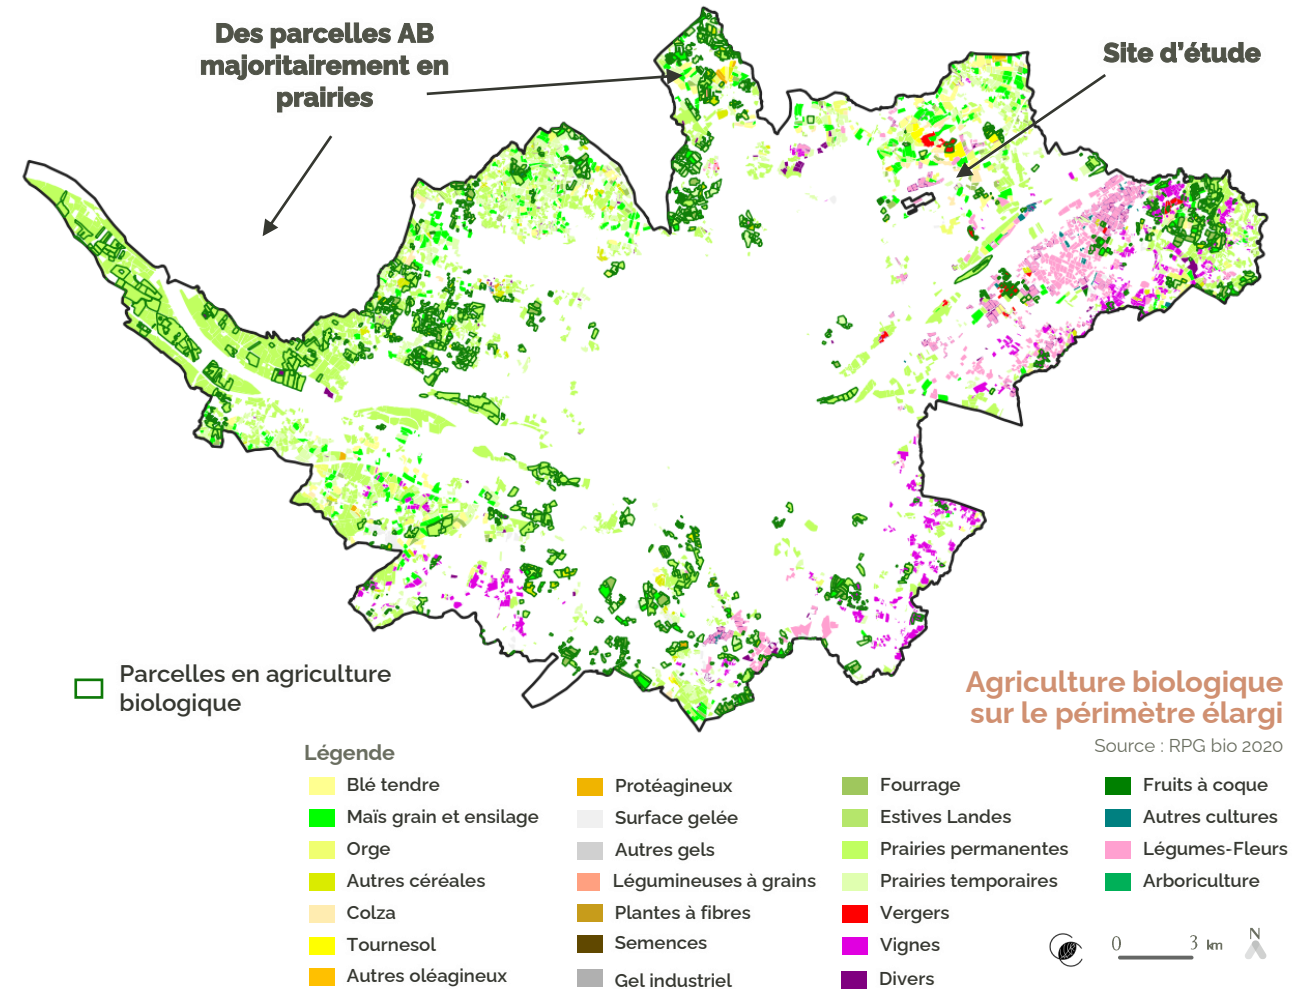 Des parcelles AB
majoritairement en
prairies
Site d'étude
Parcelles en agriculture
biologique
Agriculture biologique
sur le périmètre élargi
Source : RPG bio 2020
Légende
Blé tendre
Maïs grain et ensilage
Orge
Autres céréales
Colza
Tournesol
Autres oléagineux
Protéagineux
Surface gelée
Autres gels
Légumineuses à grains
Plantes à fibres
Semences
Gel industriel
Fourrage
Estives Landes
Prairies permanentes
Prairies temporaires
Vergers
Vignes
Divers
Fruits à coque
Autres cultures
Légumes-Fleurs
Arboriculture
0 3 km
N